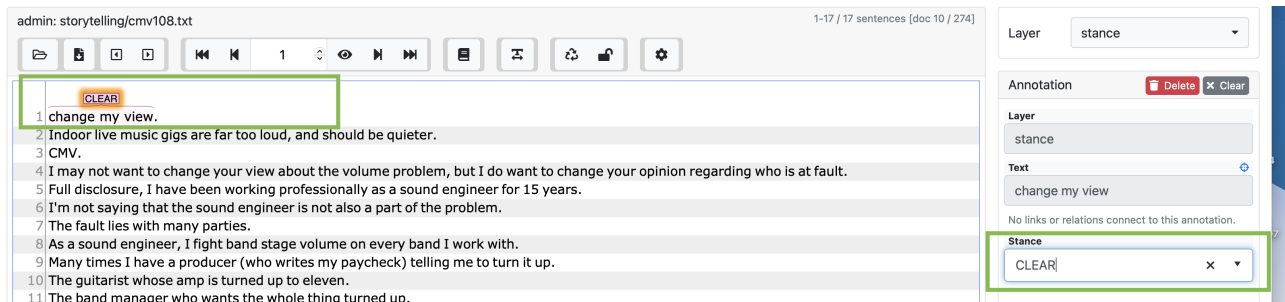 admin: storytelling/cmv108.txt
1-17 / 17 sentences [doc 10 / 274]
1
CLEAR
1 change my view.
2 Indoor live music gigs are far too loud, and should be quieter.
3 CMV.
4 I may not want to change your view about the volume problem, but I do want to change your opinion regarding who is at fault.
5 Full disclosure, I have been working professionally as a sound engineer for 15 years.
6 I'm not saying that the sound engineer is not also a part of the problem.
7 The fault lies with many parties.
8 As a sound engineer, I fight band stage volume on every band I work with.
9 Many times I have a producer (who writes my paycheck) telling me to turn it up.
10 The guitarist whose amp is turned up to eleven.
11 The band manager who wants the whole thing turned up.
Layer stance
Annotation Delete Clear
Layer
stance
Text
change my view
No links or relations connect to this annotation.
Stance
CLEAR